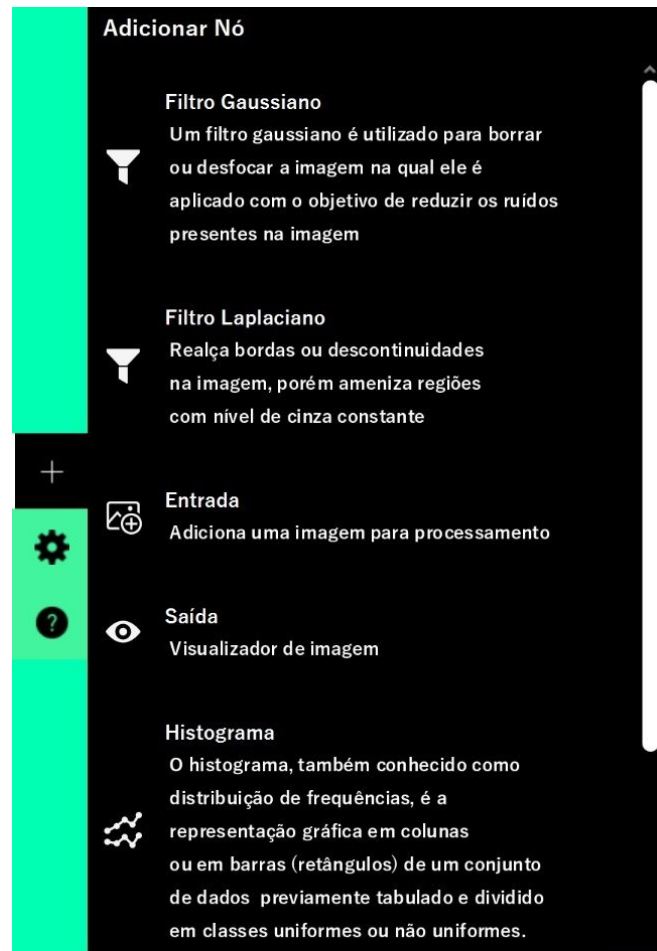 Adicionar Nó
Filtro Gaussiano
Um filtro gaussiano é utilizado para borrar
ou desfocar a imagem na qual ele é
aplicado com o objetivo de reduzir os ruídos
presentes na imagem
Filtro Laplaciano
Realça bordas ou descontinuidades
na imagem, porém ameniza regiões
com nível de cinza constante
Entrada
Adiciona uma imagem para processamento
Saída
Visualizador de imagem
Histograma
O histograma, também conhecido como
distribuição de frequências, é a
representação gráfica em colunas
ou em barras (retângulos) de um conjunto
de dados  previamente tabulado e dividido
em classes uniformes ou não uniformes.